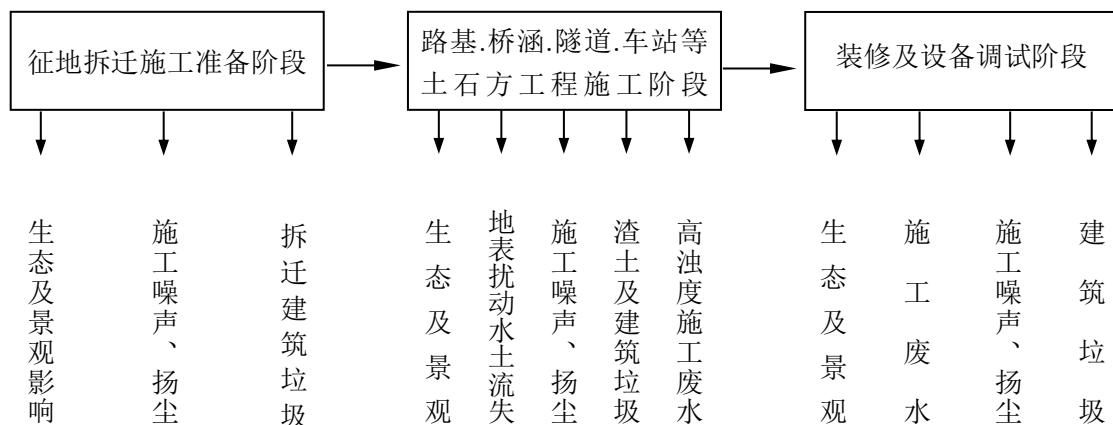 征地拆迁施工准备阶段
路基.桥涵.隧道.车站等
土石方工程施工阶段
装修及设备调试阶段
生态及景观影响
施工噪声、扬尘
拆迁建筑垃圾
生态及景观
地表扰动水土流失
施工噪声、扬尘
渣土及建筑垃圾
高浊度施工废水
生态及景观
施工废水
施工噪声、扬尘
建筑垃圾